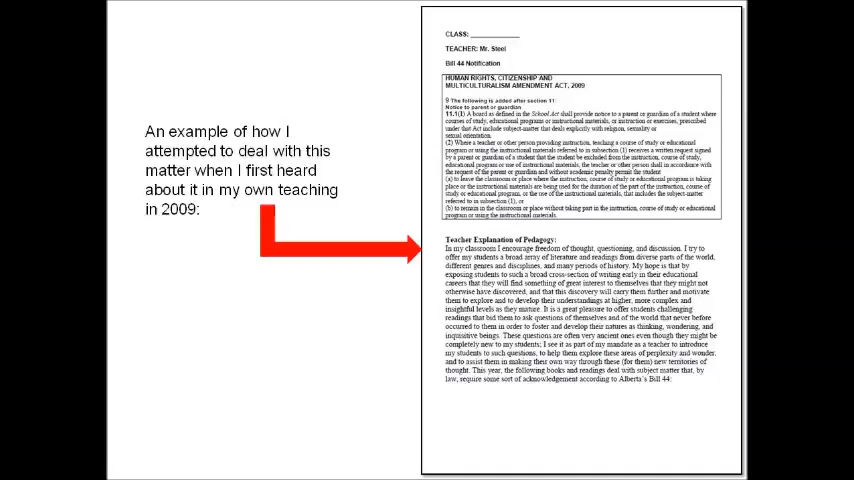 An example of how I
attempted to deal with this
matter when I first heard
about it in my own teaching
in 2009:
CLASS: _____________
TEACHER: Mr. Steel
Bill 44 Notification
HUMAN RIGHTS, CITIZENSHIP AND
MULTICULTURALISM AMENDMENT ACT, 2009
9 The following is added after section 11:
Notice to parent or guardian
11.1(1) A board as defined in the School Act shall provide notice to a parent or guardian of a student where
courses of study, educational programs or instructional materials, or instruction or exercises, prescribed
under that Act include subject-matter that deals explicitly with religion, sexuality or
sexual orientation.
(2) Where a teacher or other person providing instruction, teaching a course of study or educational
program or using the instructional materials referred to in subsection (1) receives a written request signed
by a parent or guardian of a student that the student be excluded from the instruction, course of study,
educational program or use of instructional materials, the teacher or other person shall in accordance with
the request of the parent or guardian and without academic penalty permit the student
(a) to leave the classroom or place where the instruction, course of study or educational program is taking
place or the instructional materials are being used for the duration of the part of the instruction, course of
study or educational program, or the use of the instructional materials, that includes the subject-matter
referred to in subsection (1), or
(b) to remain in the classroom or place without taking part in the instruction, course of study or educational
program or using the instructional materials.
Teacher Explanation of Pedagogy:
In my classroom I encourage freedom of thought, questioning, and discussion. I try to
offer my students a broad array of literature and readings from diverse parts of the world,
different genres and disciplines, and many periods of history. My hope is that by
exposing students to such a broad cross-section of writing early in their educational
careers that they will find something of great interest to themselves that they might not
otherwise have discovered, and that this discovery will carry them further and motivate
them to explore and to develop their understandings at higher, more complex and
insightful levels as they mature. It is a great pleasure to offer students challenging
readings that bid them to ask questions of themselves and of the world that never before
occurred to them in order to foster and develop their natures as thinking, wondering, and
inquisitive beings. These questions are often very ancient ones even though they might be
completely new to my students; I see it as part of my mandate as a teacher to introduce
my students to such questions, to help them explore these areas of perplexity and wonder,
and to assist them in making their own way through these (for them) new territories of
thought. This year, the following books and readings deal with subject matter that, by
law, require some sort of acknowledgement according to Alberta's Bill 44: